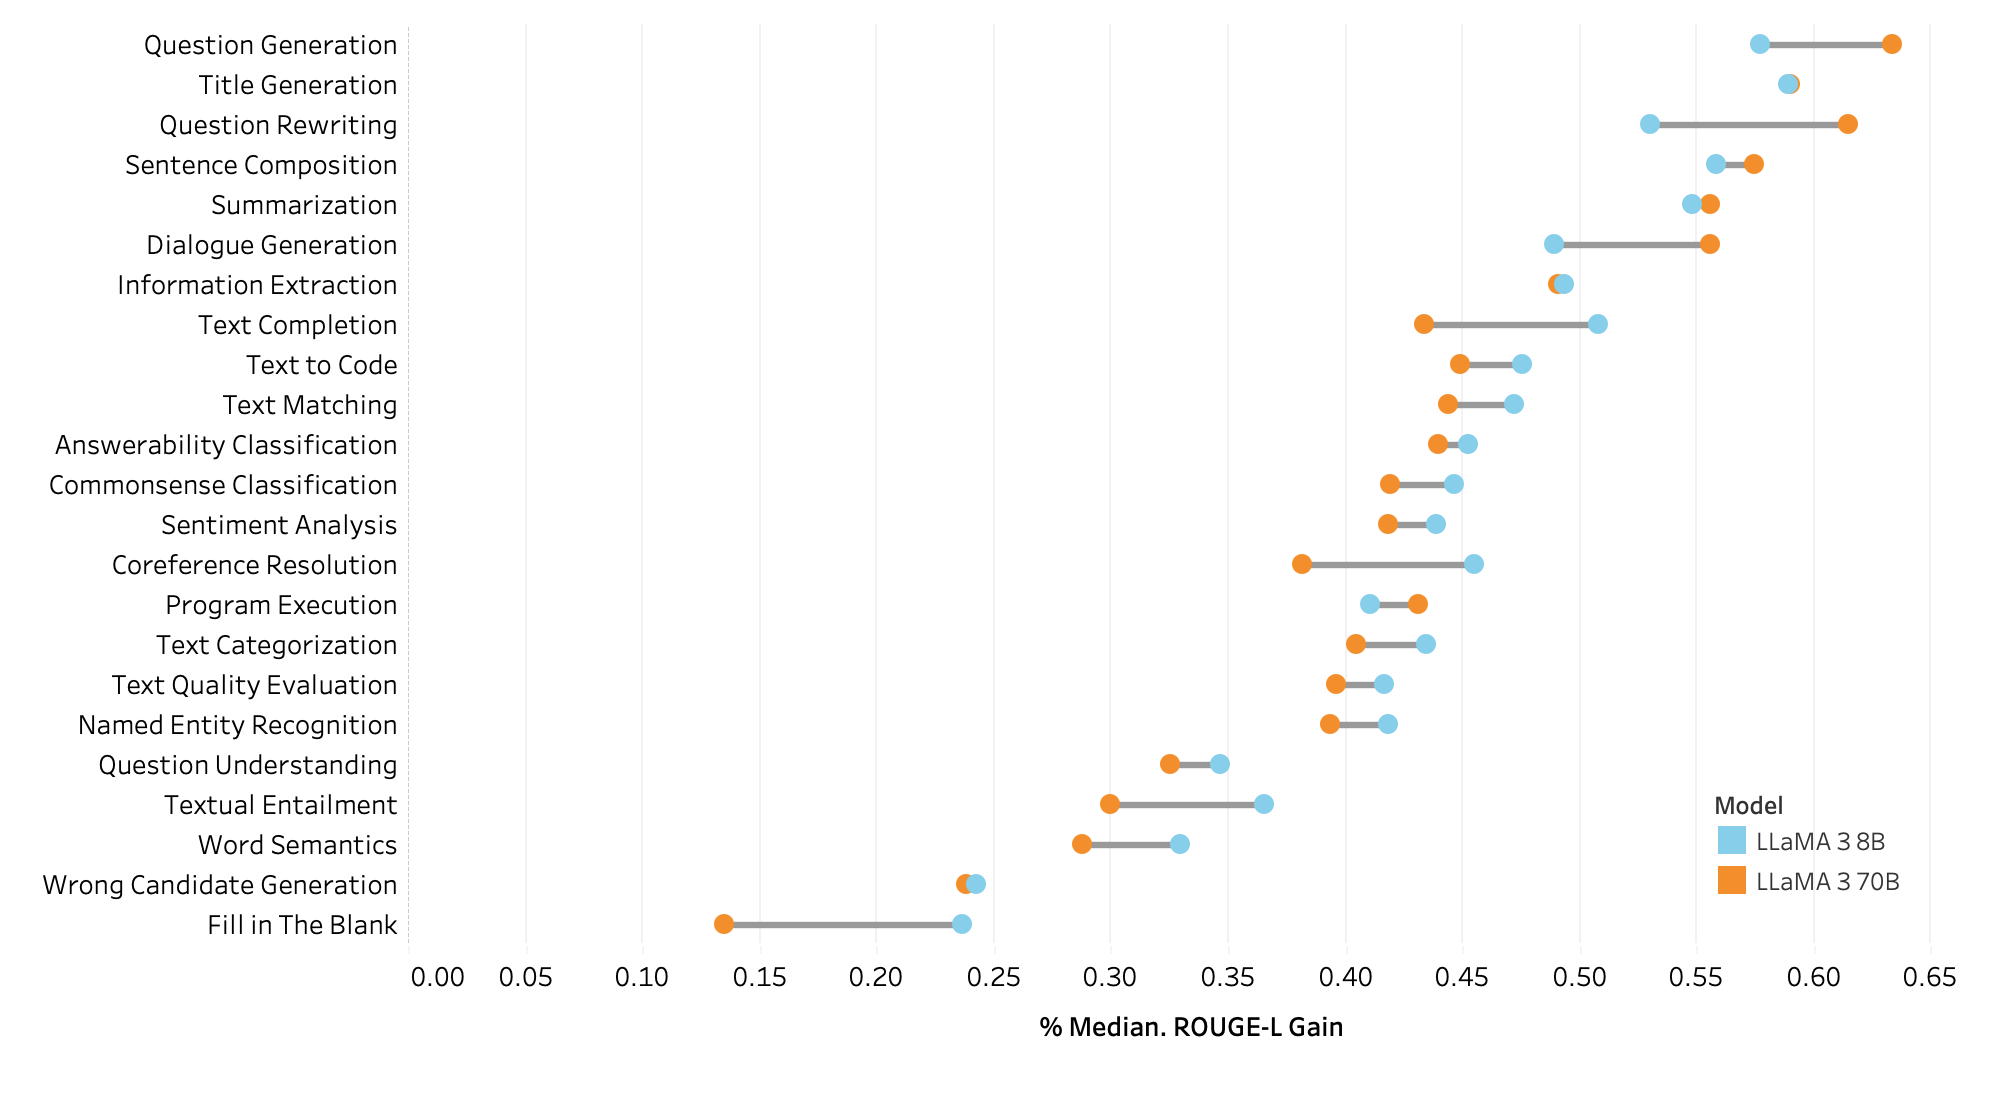 Question Generation
Title Generation
Question Rewriting
Sentence Composition
Summarization
Dialogue Generation
Information Extraction
Text Completion
Text to Code
Text Matching
Answerability Classification
Commonsense Classification
Sentiment Analysis
Coreference Resolution
Program Execution
Text Categorization
Text Quality Evaluation
Named Entity Recognition
Question Understanding
Textual Entailment
Word Semantics
Wrong Candidate Generation
Fill in The Blank
Model
LLaMA 3 8B
LLaMA 3 70B
0.00 0.05 0.10 0.15 0.20 0.25 0.30 0.35 0.40 0.45 0.50 0.55 0.60 0.65
% Median. ROUGE-L Gain